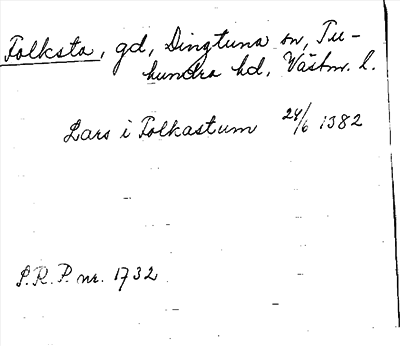 Folksta, gd, Dingtuna sn, Tu-
hundra hd, Västm. l.
Lars i Folkastum 24/6 1382
S.R.P. nr. 1732